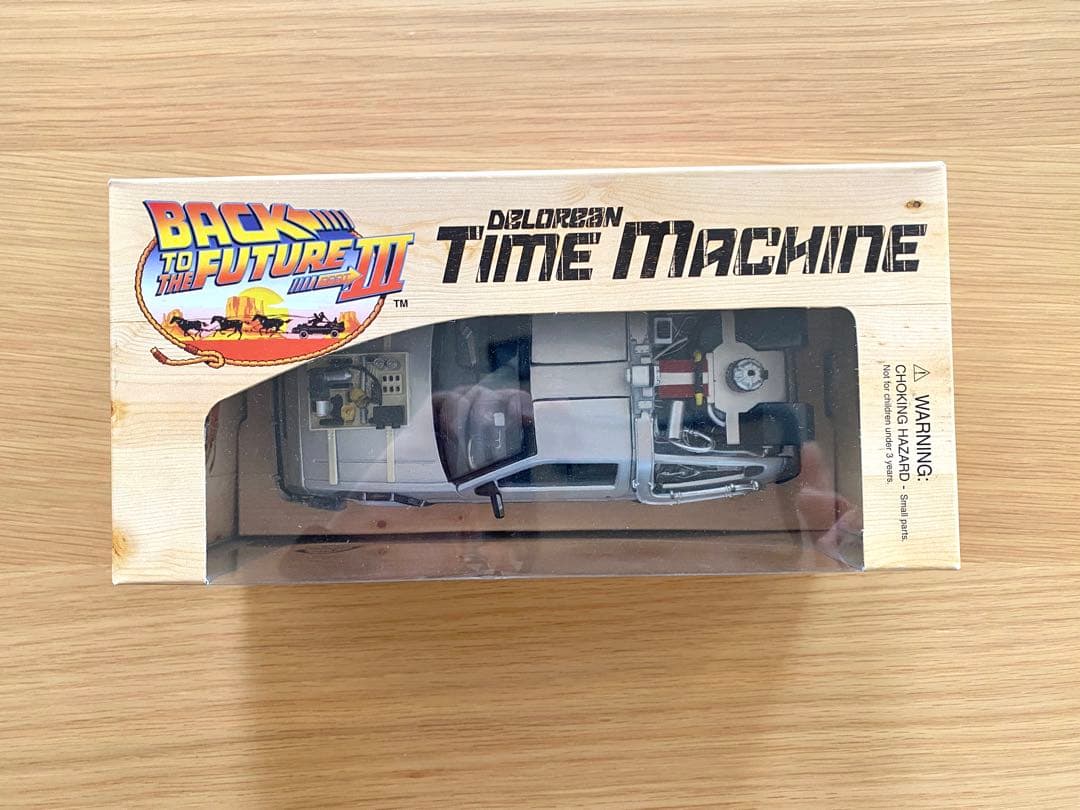 BACK
TO
THE FUTURE
PART III
TM
DELOREAN
TIME MACHINE
⚠ WARNING:
CHOKING HAZARD - Small parts.
Not for children under 3 years.